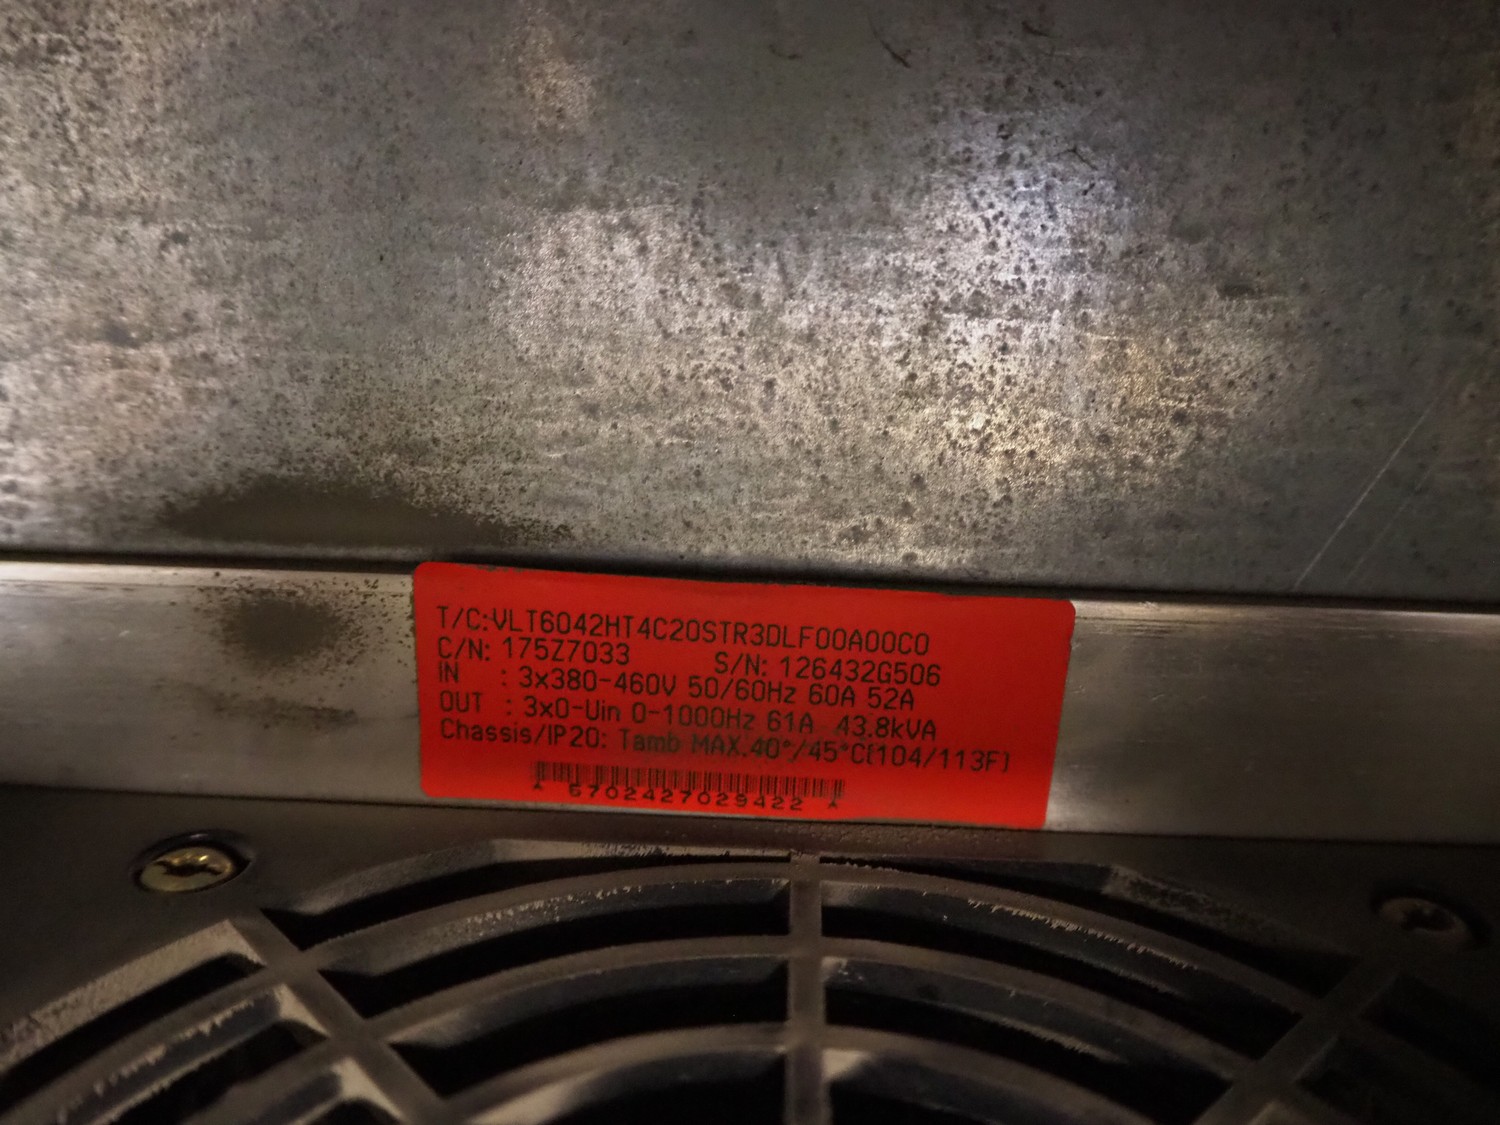 T/C:VLT6042HT4C20STR3DLF00A00C0
C/N: 175Z7033 S/N: 126432G506
IN : 3x380-460V 50/60Hz 60A 52A
OUT : 3x0-Uin 0-1000Hz 61A 43.8kVA
Chassis/IP20: Tamb MAX.40°/45°C(104/113F)
A 5702427029422 A